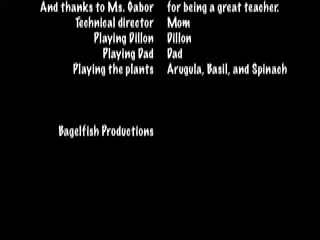 And thanks to Ms. Gabor for being a great teacher.
Technical director Mom
Playing Dillon Dillon
Playing Dad Dad
Playing the plants Arugula, Basil, and Spinach
Bagelfish Productions